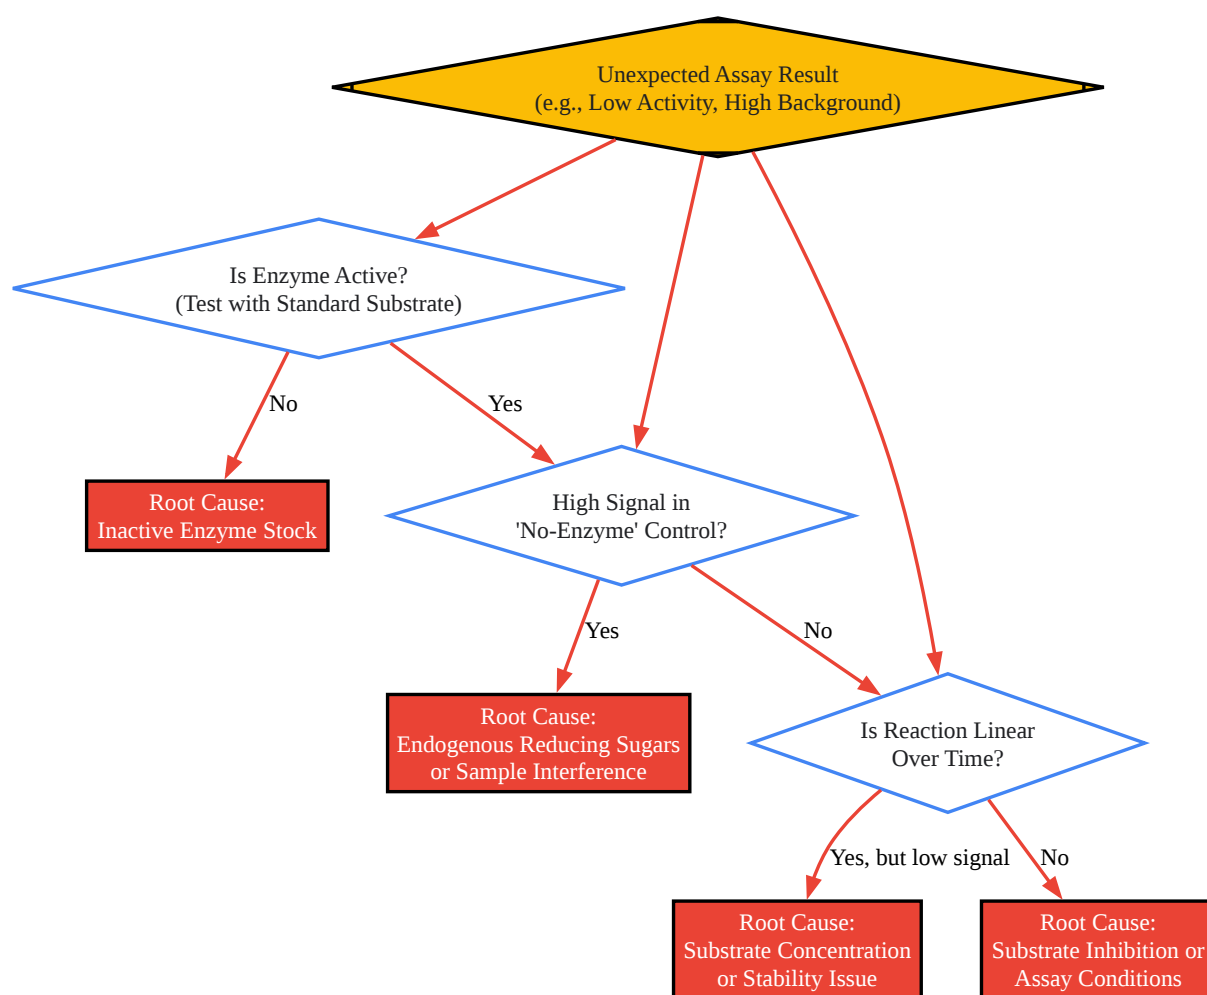 Unexpected Assay Result
(e.g., Low Activity, High Background)
Is Enzyme Active?
(Test with Standard Substrate)
No
Yes
Root Cause:
Inactive Enzyme Stock
High Signal in
'No-Enzyme' Control?
Yes
No
Root Cause:
Endogenous Reducing Sugars
or Sample Interference
Is Reaction Linear
Over Time?
Yes, but low signal
No
Root Cause:
Substrate Concentration
or Stability Issue
Root Cause:
Substrate Inhibition or
Assay Conditions